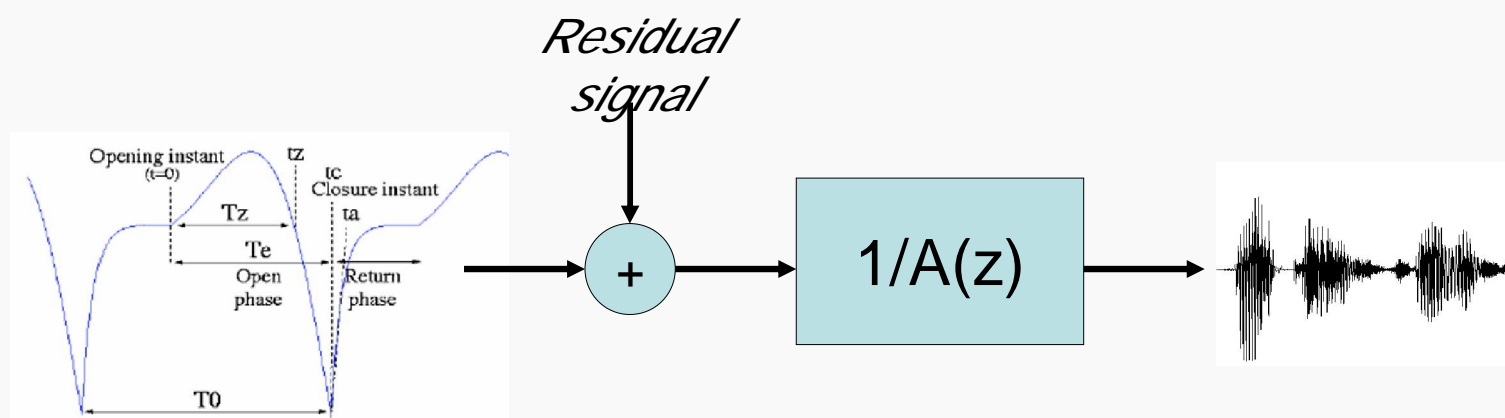 Residual
signal
Opening instant
(t=0)
tz
tc
Closure instant
Tz
ta
Te
Open
phase
Return
phase
T0
+
1/A(z)